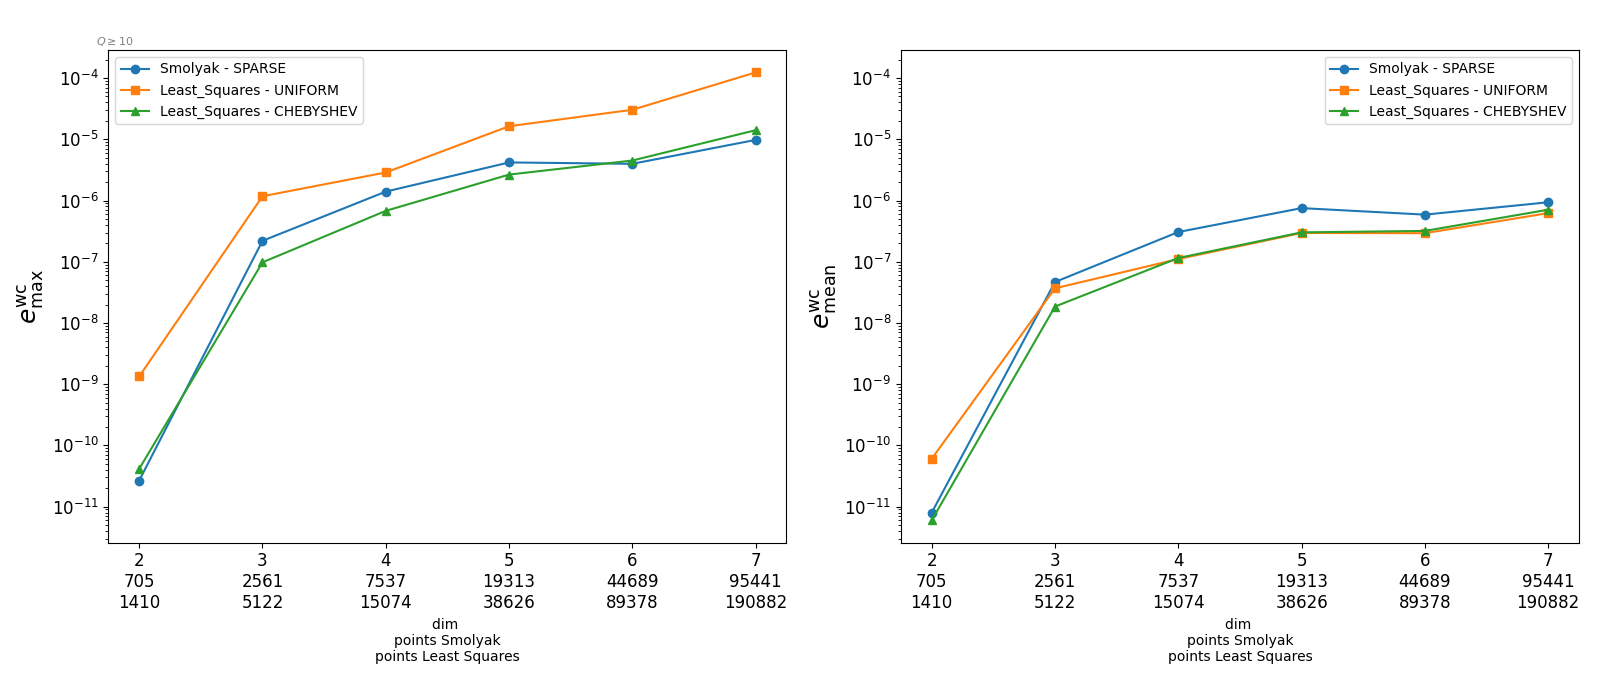 Q ≥ 10
Smolyak - SPARSE
Least_Squares - UNIFORM
Least_Squares - CHEBYSHEV
10⁻⁴
10⁻⁵
10⁻⁶
10⁻⁷
10⁻⁸
10⁻⁹
10⁻¹⁰
10⁻¹¹
e^wc_max
2 3 4 5 6 7
705 2561 7537 19313 44689 95441
1410 5122 15074 38626 89378 190882
dim
points Smolyak
points Least Squares
Smolyak - SPARSE
Least_Squares - UNIFORM
Least_Squares - CHEBYSHEV
10⁻⁴
10⁻⁵
10⁻⁶
10⁻⁷
10⁻⁸
10⁻⁹
10⁻¹⁰
10⁻¹¹
e^wc_mean
2 3 4 5 6 7
705 2561 7537 19313 44689 95441
1410 5122 15074 38626 89378 190882
dim
points Smolyak
points Least Squares